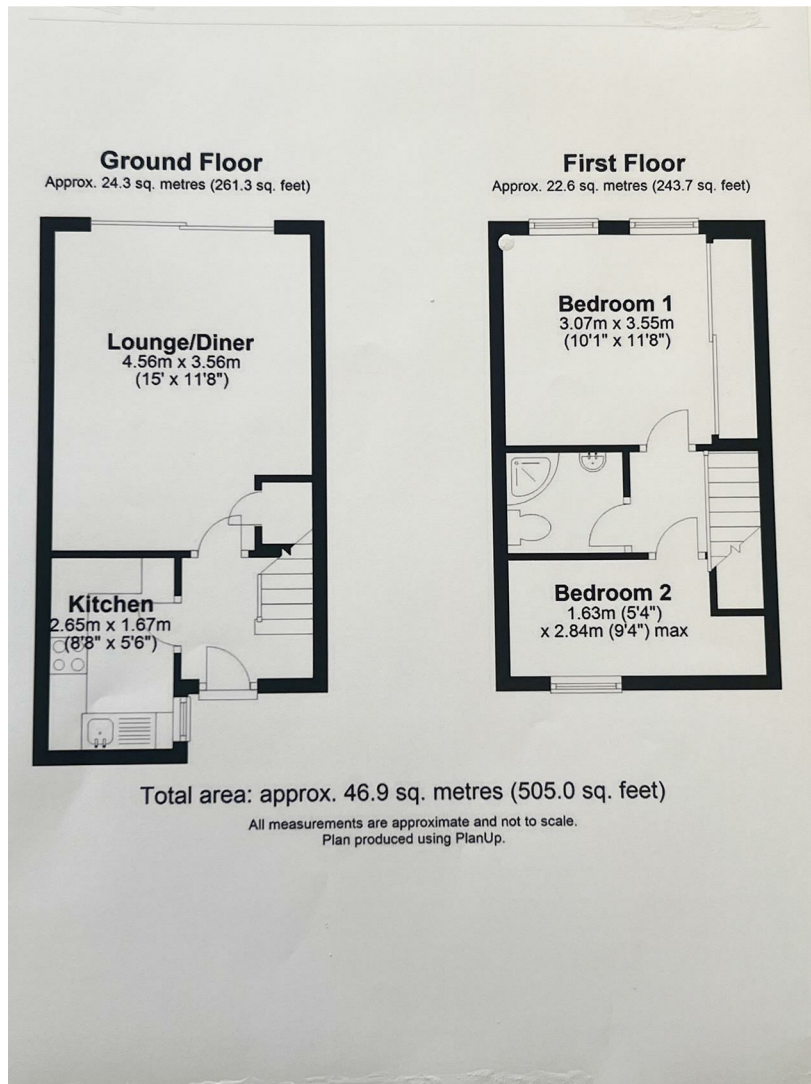 Ground Floor
Approx. 24.3 sq. metres (261.3 sq. feet)
Lounge/Diner
4.56m x 3.56m
(15' x 11'8")
Kitchen
2.65m x 1.67m
(8'8" x 5'6")
First Floor
Approx. 22.6 sq. metres (243.7 sq. feet)
Bedroom 1
3.07m x 3.55m
(10'1" x 11'8")
Bedroom 2
1.63m (5'4")
x 2.84m (9'4") max
Total area: approx. 46.9 sq. metres (505.0 sq. feet)
All measurements are approximate and not to scale.
Plan produced using PlanUp.